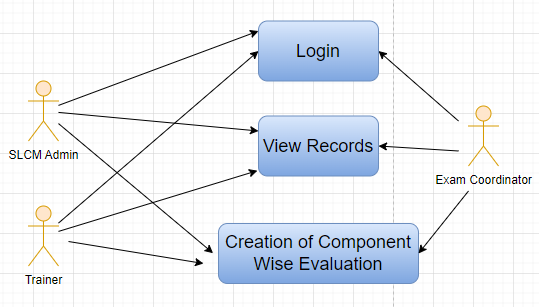 Login
SLCM Admin
View Records
Exam Coordinator
Creation of Component
Wise Evaluation
Trainer